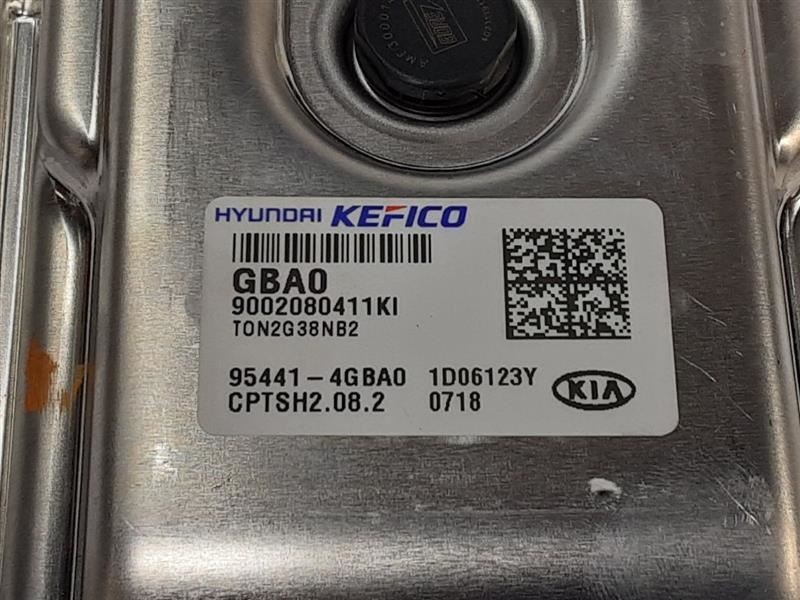 HYUNDAI KEFICO
GBA0
9002080411KI
TON2G38NB2
95441-4GBA0 1D06123Y
CPTSH2.08.2 0718
KIA